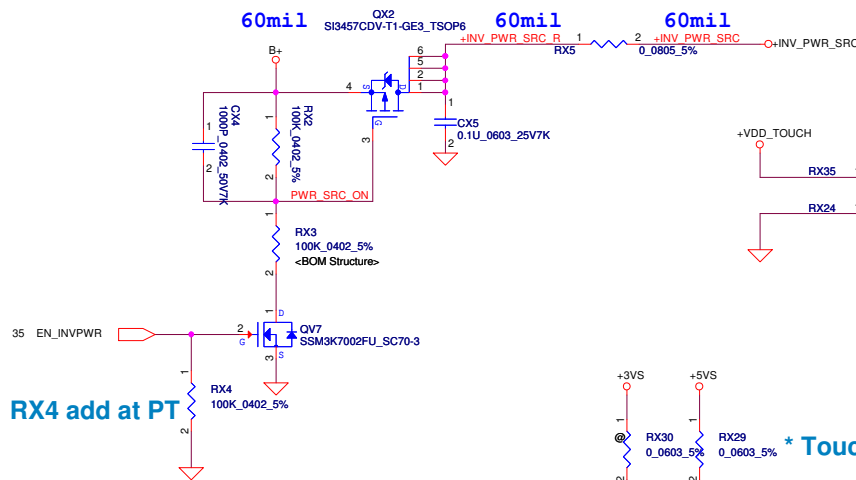 60mil
QX2
SI3457CDV-T1-GE3_TSOP6
60mil
60mil
B+
+INV_PWR_SRC_R
1
RX5
2
+INV_PWR_SRC
0_0805_5%
+INV_PWR_SRC
6
5
2
1
4
S
D
G
3
1
CX5
0.1U_0603_25V7K
2
1
2
CX4
1000P_0402_50V7K
1
2
RX2
100K_0402_5%
PWR_SRC_ON
+VDD_TOUCH
RX35
RX24
1
2
RX3
100K_0402_5%
<BOM Structure>
35 EN_INVPWR
2
G
1
D
3
S
QV7
SSM3K7002FU_SC70-3
RX4 add at PT
1
2
RX4
100K_0402_5%
+3VS
+5VS
1
@
RX30
0_0603_5%
2
1
RX29
0_0603_5%
2
* Touc